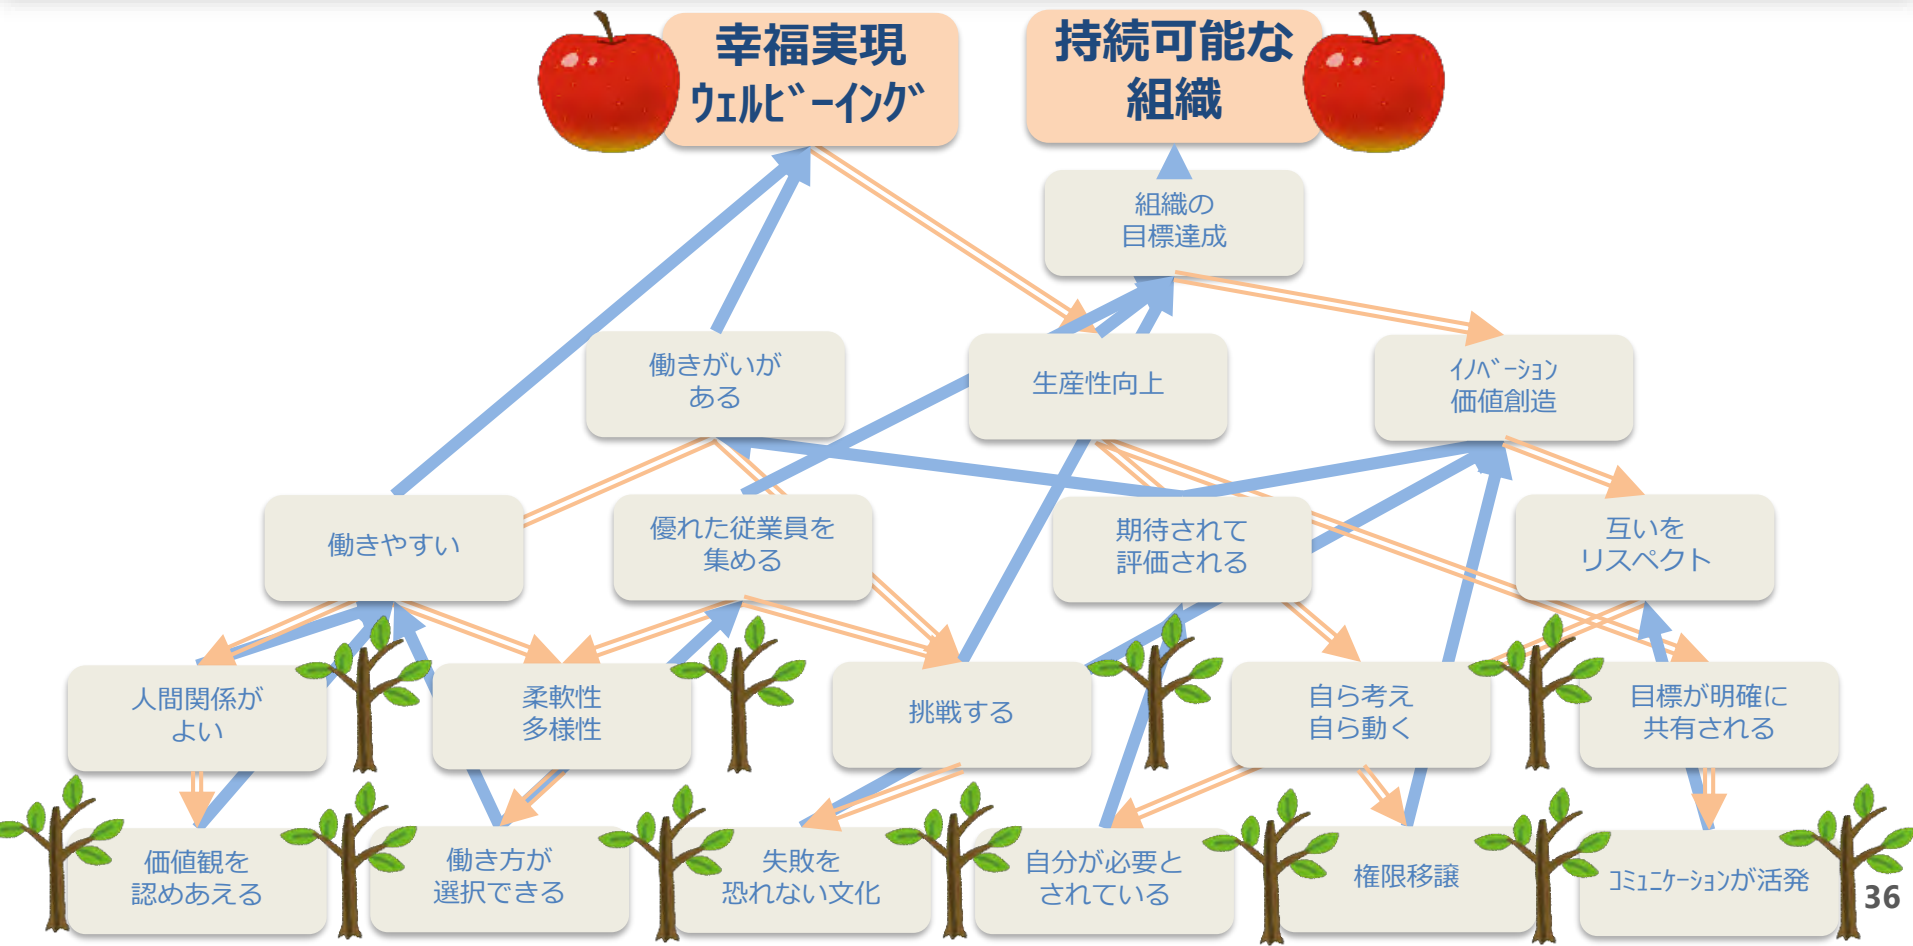 幸福実現
ｳｪﾙﾋﾞｰｲﾝｸﾞ
持続可能な
組織
組織の
目標達成
働きがいが
ある
生産性向上
ｲﾉﾍﾞｰｼｮﾝ
価値創造
働きやすい
優れた従業員を
集める
期待されて
評価される
互いを
リスペクト
人間関係が
よい
柔軟性
多様性
挑戦する
自ら考え
自ら動く
目標が明確に
共有される
価値観を
認めあえる
働き方が
選択できる
失敗を
恐れない文化
自分が必要と
されている
権限移譲
ｺﾐｭﾆｹｰｼｮﾝが活発
36